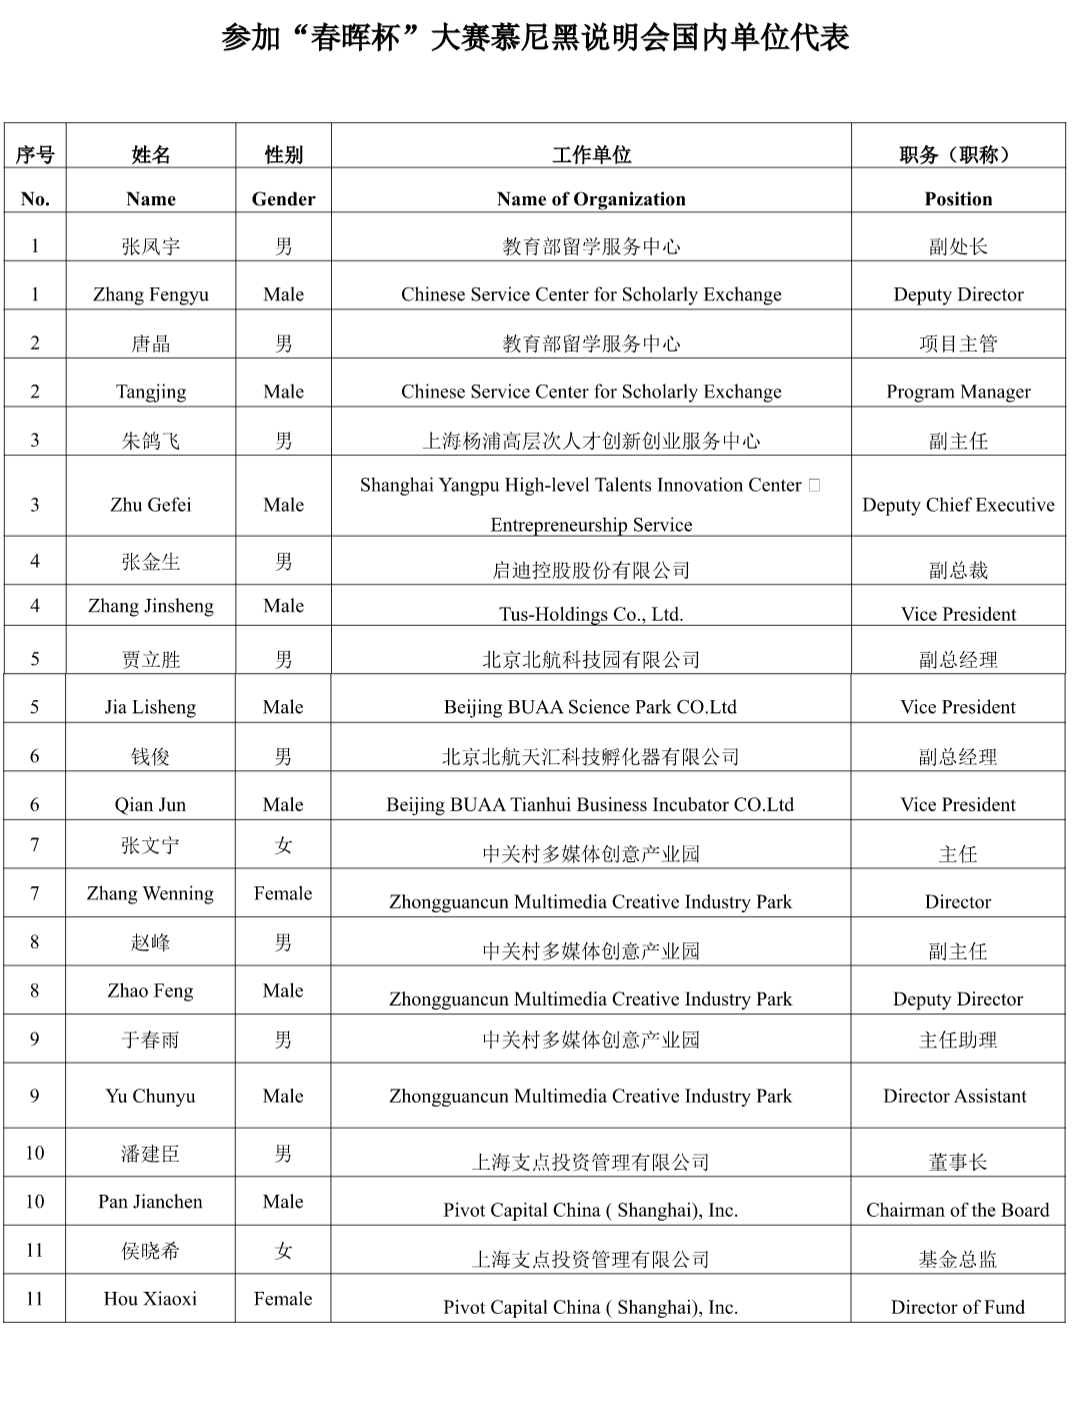 参加“春晖杯”大赛慕尼黑说明会国内单位代表
序号 姓名 性别 工作单位 职务（职称）
No. Name Gender Name of Organization Position
1 张凤宇 男 教育部留学服务中心 副处长
1 Zhang Fengyu Male Chinese Service Center for Scholarly Exchange Deputy Director
2 唐晶 男 教育部留学服务中心 项目主管
2 Tangjing Male Chinese Service Center for Scholarly Exchange Program Manager
3 朱鸽飞 男 上海杨浦高层次人才创新创业服务中心 副主任
3 Zhu Gefei Male Shanghai Yangpu High-level Talents Innovation Center □
Entrepreneurship Service Deputy Chief Executive
4 张金生 男 启迪控股股份有限公司 副总裁
4 Zhang Jinsheng Male Tus-Holdings Co., Ltd. Vice President
5 贾立胜 男 北京北航科技园有限公司 副总经理
5 Jia Lisheng Male Beijing BUAA Science Park CO.Ltd Vice President
6 钱俊 男 北京北航天汇科技孵化器有限公司 副总经理
6 Qian Jun Male Beijing BUAA Tianhui Business Incubator CO.Ltd Vice President
7 张文宁 女 中关村多媒体创意产业园 主任
7 Zhang Wenning Female Zhongguancun Multimedia Creative Industry Park Director
8 赵峰 男 中关村多媒体创意产业园 副主任
8 Zhao Feng Male Zhongguancun Multimedia Creative Industry Park Deputy Director
9 于春雨 男 中关村多媒体创意产业园 主任助理
9 Yu Chunyu Male Zhongguancun Multimedia Creative Industry Park Director Assistant
10 潘建臣 男 上海支点投资管理有限公司 董事长
10 Pan Jianchen Male Pivot Capital China ( Shanghai), Inc. Chairman of the Board
11 侯晓希 女 上海支点投资管理有限公司 基金总监
11 Hou Xiaoxi Female Pivot Capital China ( Shanghai), Inc. Director of Fund